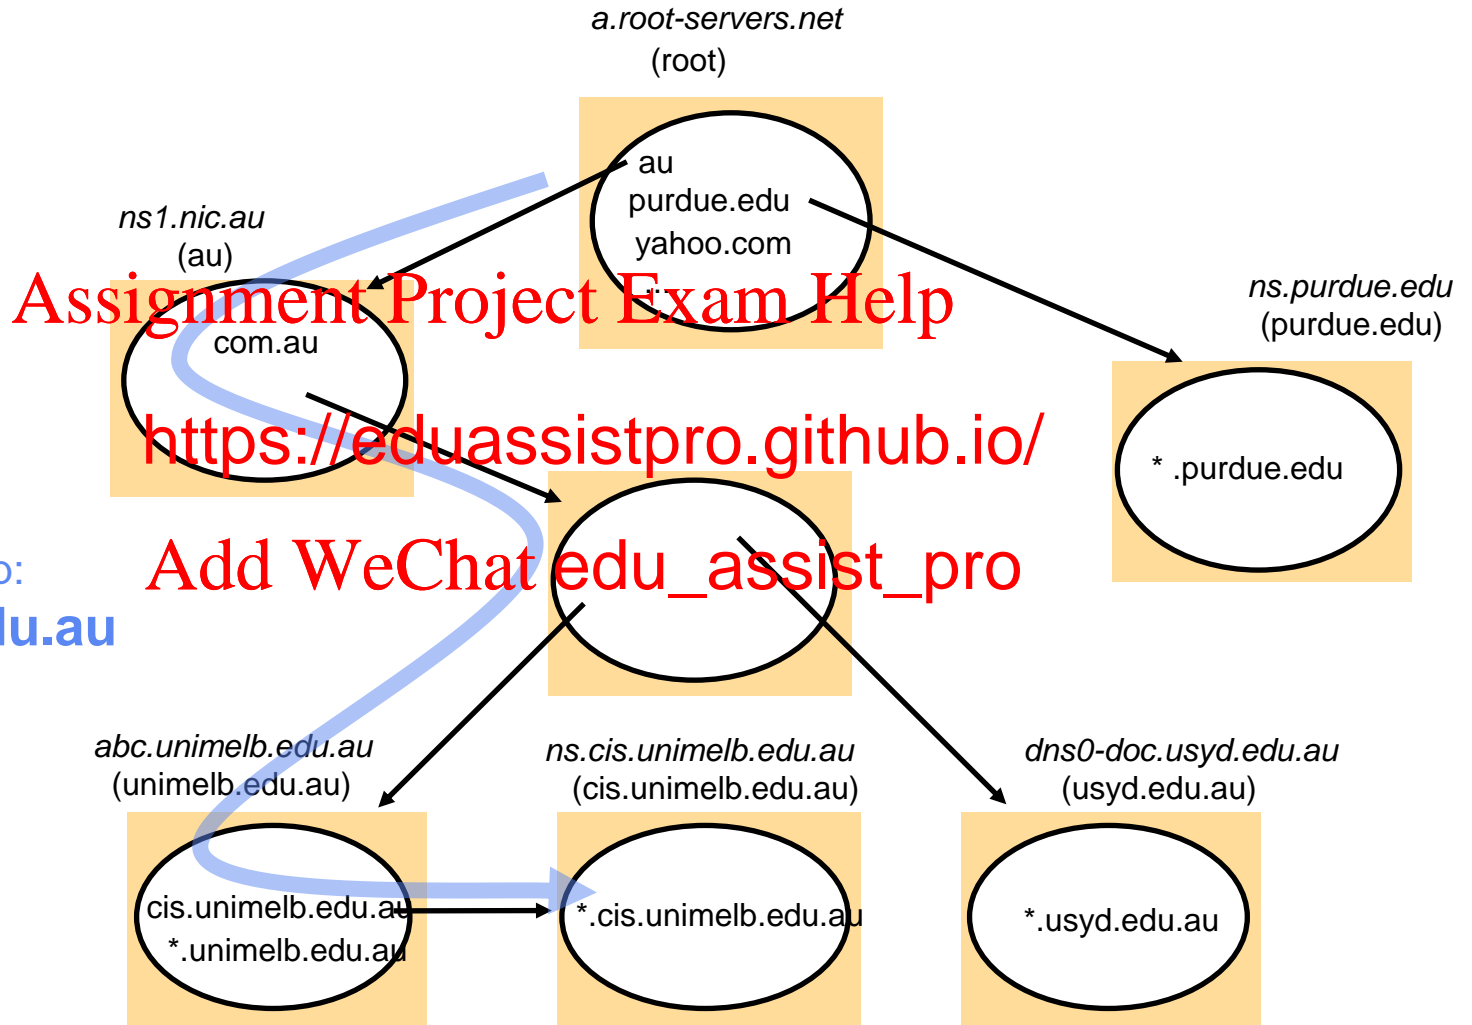 a.root-servers.net
(root)
au
purdue.edu
yahoo.com
...
ns1.nic.au
(au)
Assignment Project Exam Help
com.au
ns.purdue.edu
(purdue.edu)
https://eduassistpro.github.io/
* .purdue.edu
Add WeChat edu_assist_pro
o:
du.au
abc.unimelb.edu.au
(unimelb.edu.au)
ns.cis.unimelb.edu.au
(cis.unimelb.edu.au)
dns0-doc.usyd.edu.au
(usyd.edu.au)
cis.unimelb.edu.au
*.unimelb.edu.au
*.cis.unimelb.edu.au
*.usyd.edu.au